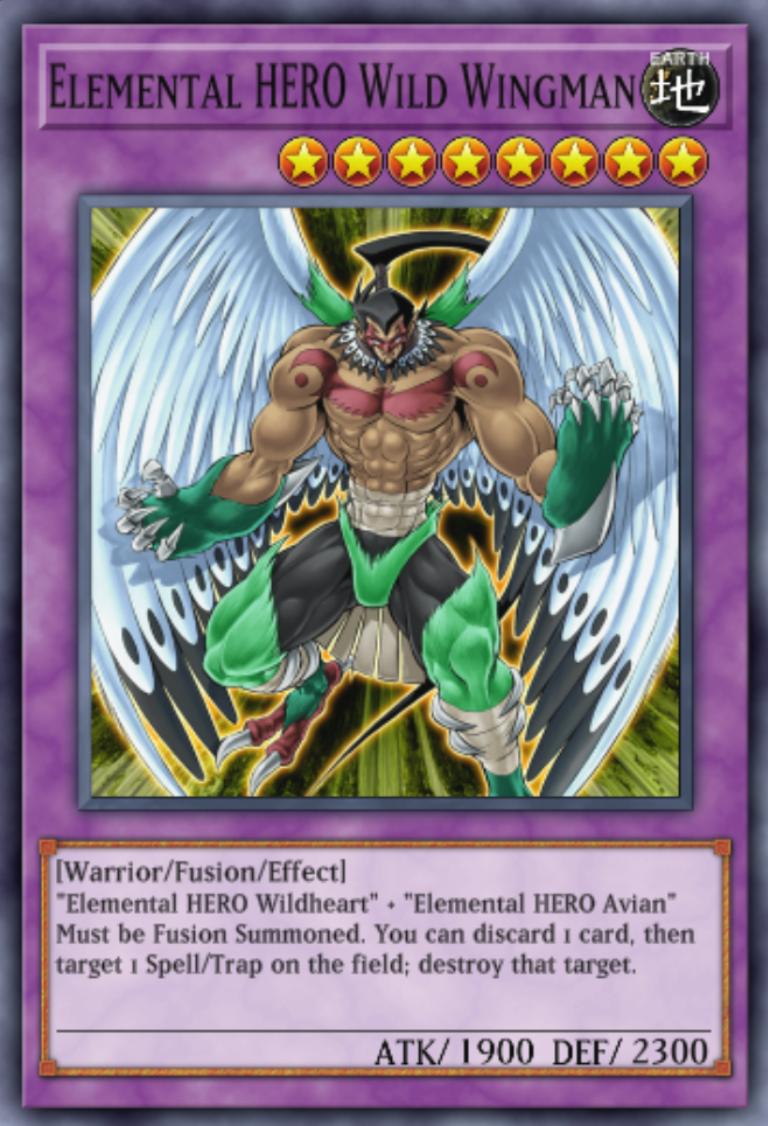 ELEMENTAL HERO WILD WINGMAN
EARTH
地
[Warrior/Fusion/Effect]
"Elemental HERO Wildheart" + "Elemental HERO Avian"
Must be Fusion Summoned. You can discard 1 card, then
target 1 Spell/Trap on the field; destroy that target.
ATK/ 1900 DEF/ 2300